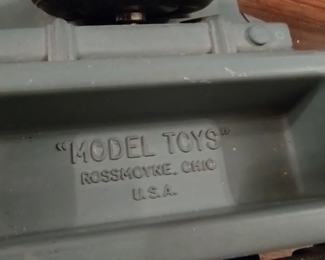 "MODEL TOYS"
ROSSMOYNE, OHIO
U.S.A.